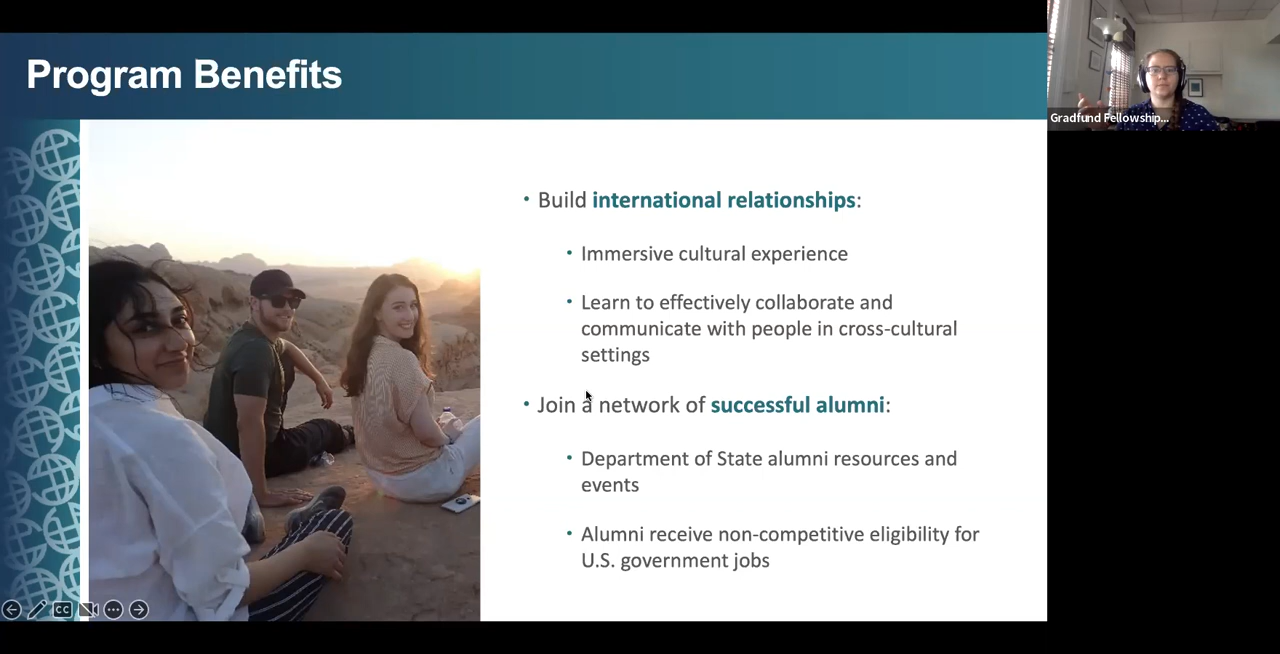 Program Benefits
Gradfund Fellowship...
• Build international relationships:
• Immersive cultural experience
• Learn to effectively collaborate and
communicate with people in cross-cultural
settings
• Join a network of successful alumni:
• Department of State alumni resources and
events
• Alumni receive non-competitive eligibility for
U.S. government jobs
CC